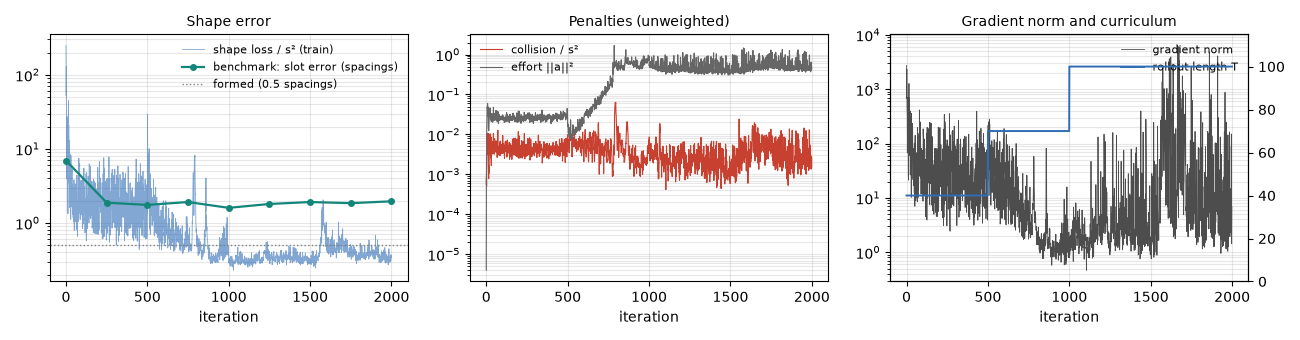 Shape error
shape loss / s² (train)
benchmark: slot error (spacings)
formed (0.5 spacings)
10²
10¹
10⁰
0 500 1000 1500 2000
iteration
Penalties (unweighted)
collision / s²
effort ||a||²
10⁰
10⁻¹
10⁻²
10⁻³
10⁻⁴
10⁻⁵
0 500 1000 1500 2000
iteration
Gradient norm and curriculum
gradient norm
rollout length T
10⁴
10³
10²
10¹
10⁰
100
80
60
40
20
0
0 500 1000 1500 2000
iteration